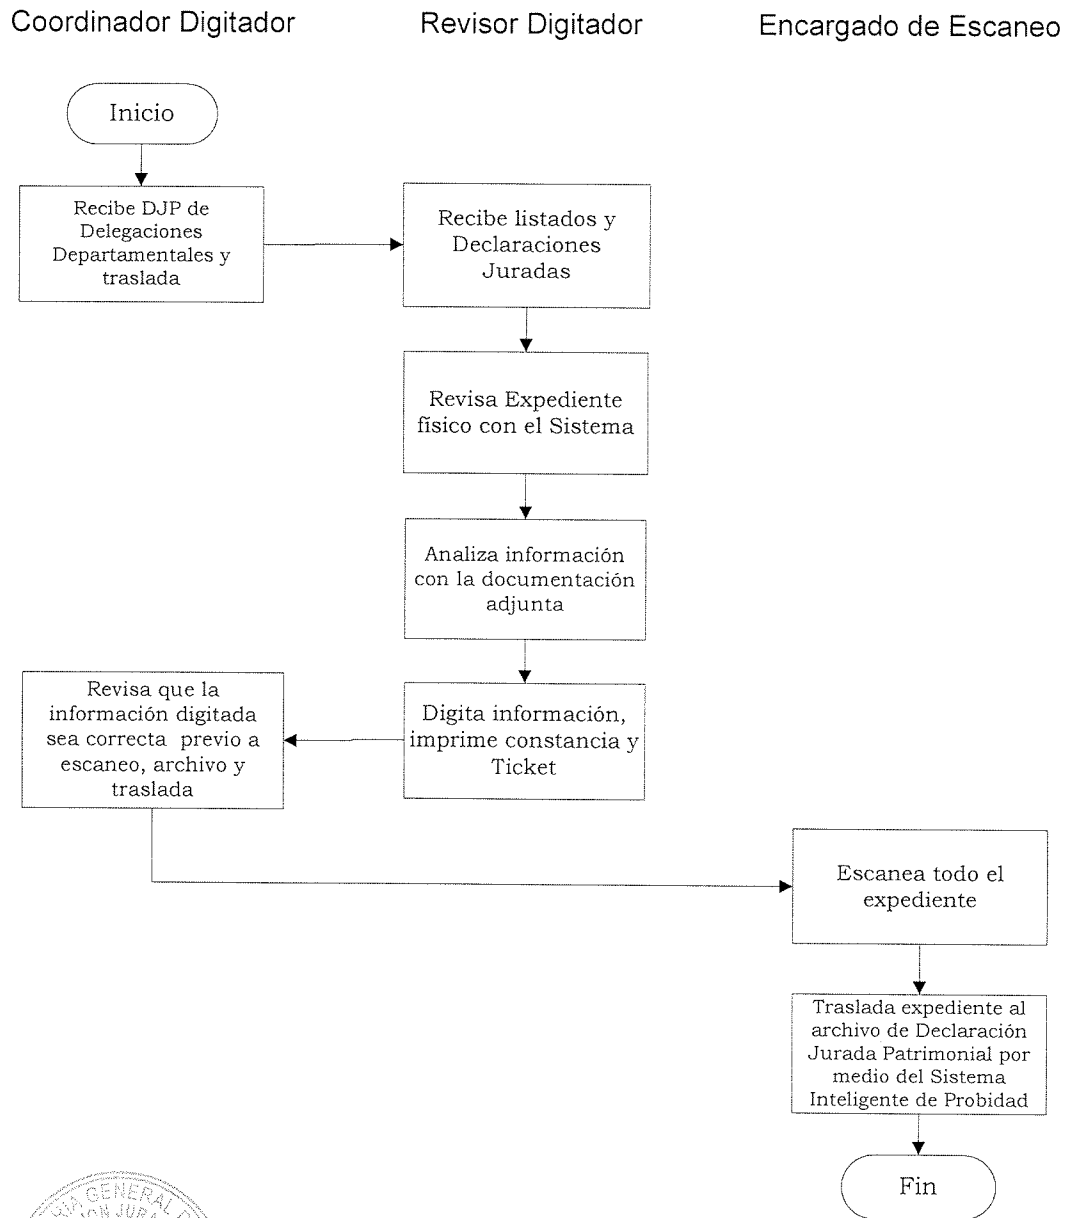 Coordinador Digitador
Revisor Digitador
Encargado de Escaneo
Inicio
Recibe DJP de
Delegaciones
Departamentales y
traslada
Recibe listados y
Declaraciones
Juradas
Revisa Expediente
físico con el Sistema
Analiza información
con la documentación
adjunta
Digita información,
imprime constancia y
Ticket
Revisa que la
información digitada
sea correcta previo a
escaneo, archivo y
traslada
Escanea todo el
expediente
Traslada expediente al
archivo de Declaración
Jurada Patrimonial por
medio del Sistema
Inteligente de Probidad
Fin
GENERAL